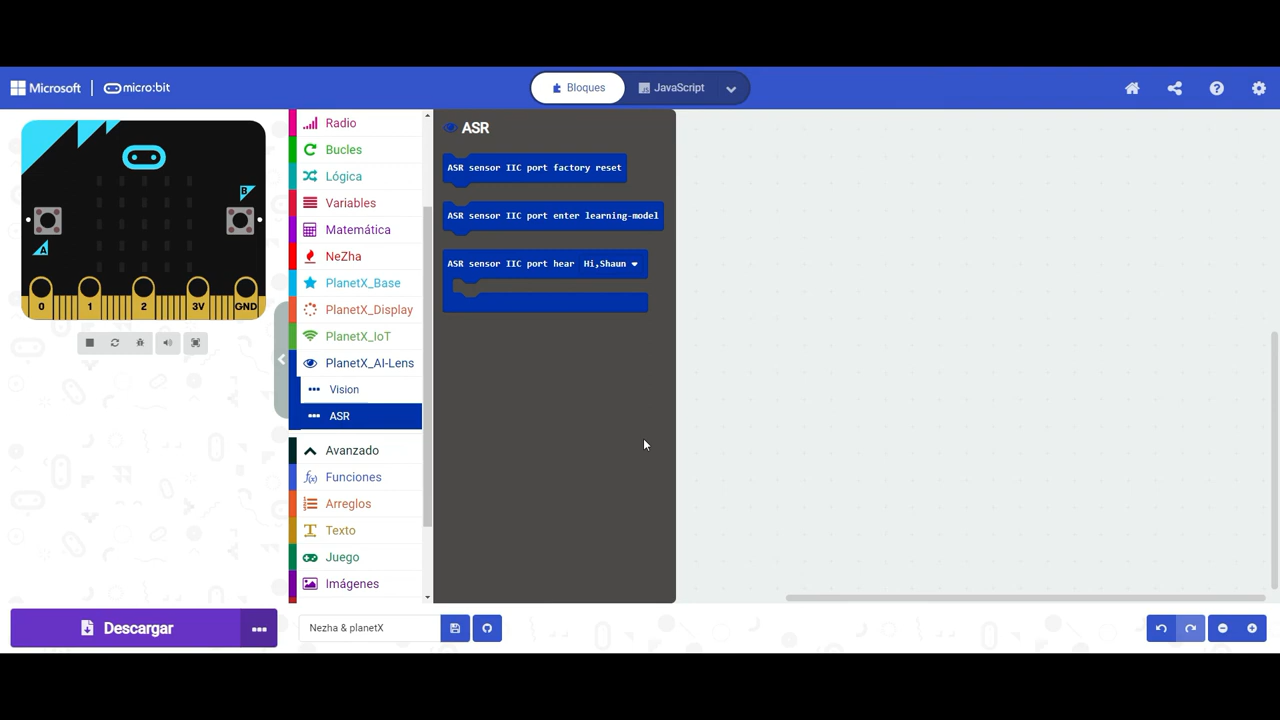 Microsoft | micro:bit
Bloques
JavaScript
A
B
0 1 2 3V GND
Radio
Bucles
Lógica
Variables
Matemática
NeZha
PlanetX_Base
PlanetX_Display
PlanetX_IoT
PlanetX_AI-Lens
Vision
ASR
Avanzado
Funciones
Arreglos
Texto
Juego
Imágenes
ASR
ASR sensor IIC port factory reset
ASR sensor IIC port enter learning-model
ASR sensor IIC port hear Hi,Shaun
Descargar
Nezha & planetX